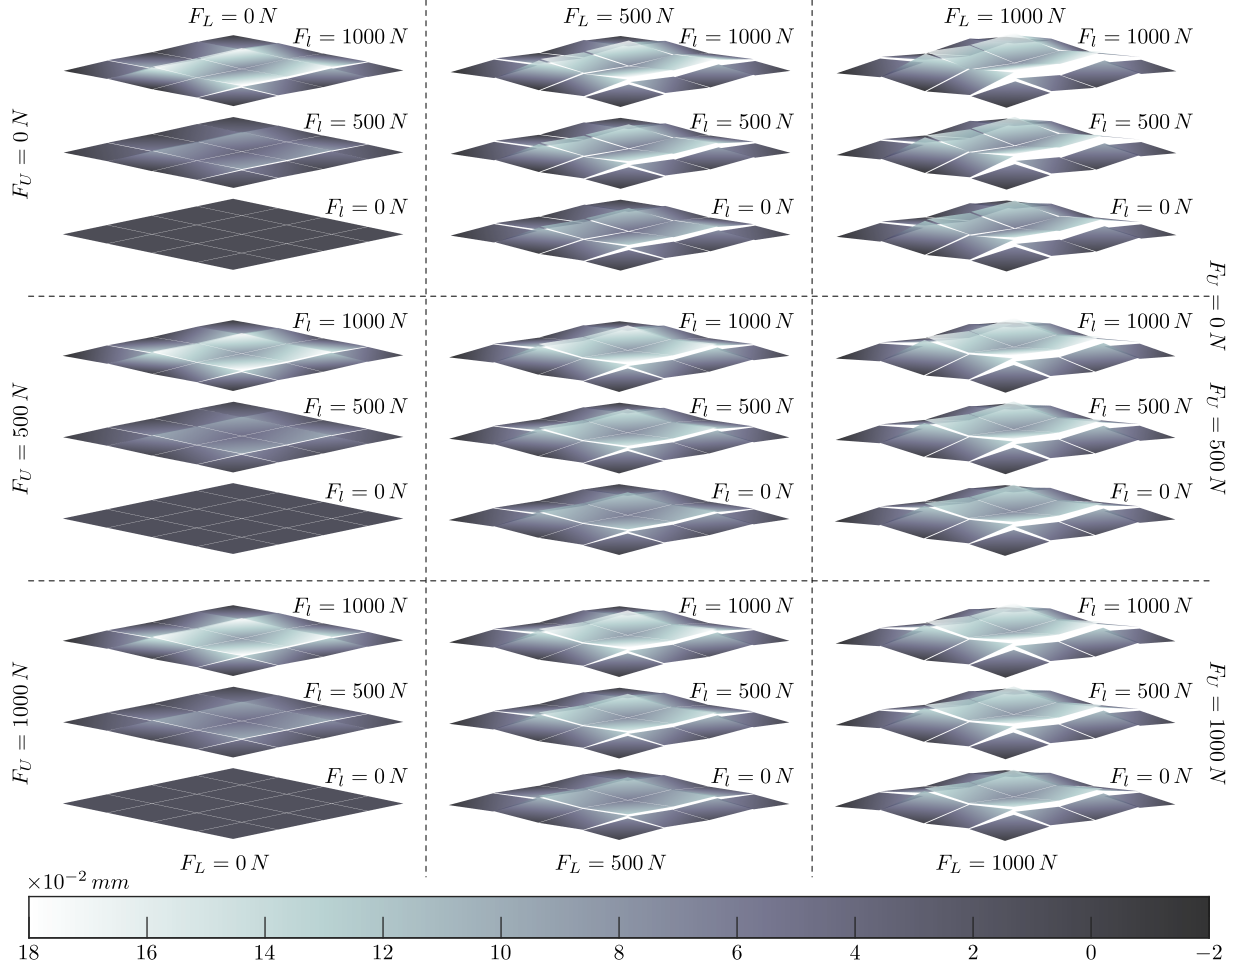 F_L = 0 N F_L = 500 N F_L = 1000 N
F_l = 1000 N F_l = 1000 N F_l = 1000 N
F_l = 500 N F_l = 500 N F_l = 500 N
F_U = 0 N
F_l = 0 N F_l = 0 N F_l = 0 N
F_U = 0 N
F_l = 1000 N F_l = 1000 N F_l = 1000 N
F_l = 500 N F_l = 500 N F_l = 500 N
F_U = 500 N F_U = 500 N
F_l = 0 N F_l = 0 N F_l = 0 N
F_l = 1000 N F_l = 1000 N F_l = 1000 N
F_l = 500 N F_l = 500 N F_l = 500 N
F_U = 1000 N F_U = 1000 N
F_l = 0 N F_l = 0 N F_l = 0 N
F_L = 0 N F_L = 500 N F_L = 1000 N
×10⁻² mm
18 16 14 12 10 8 6 4 2 0 −2